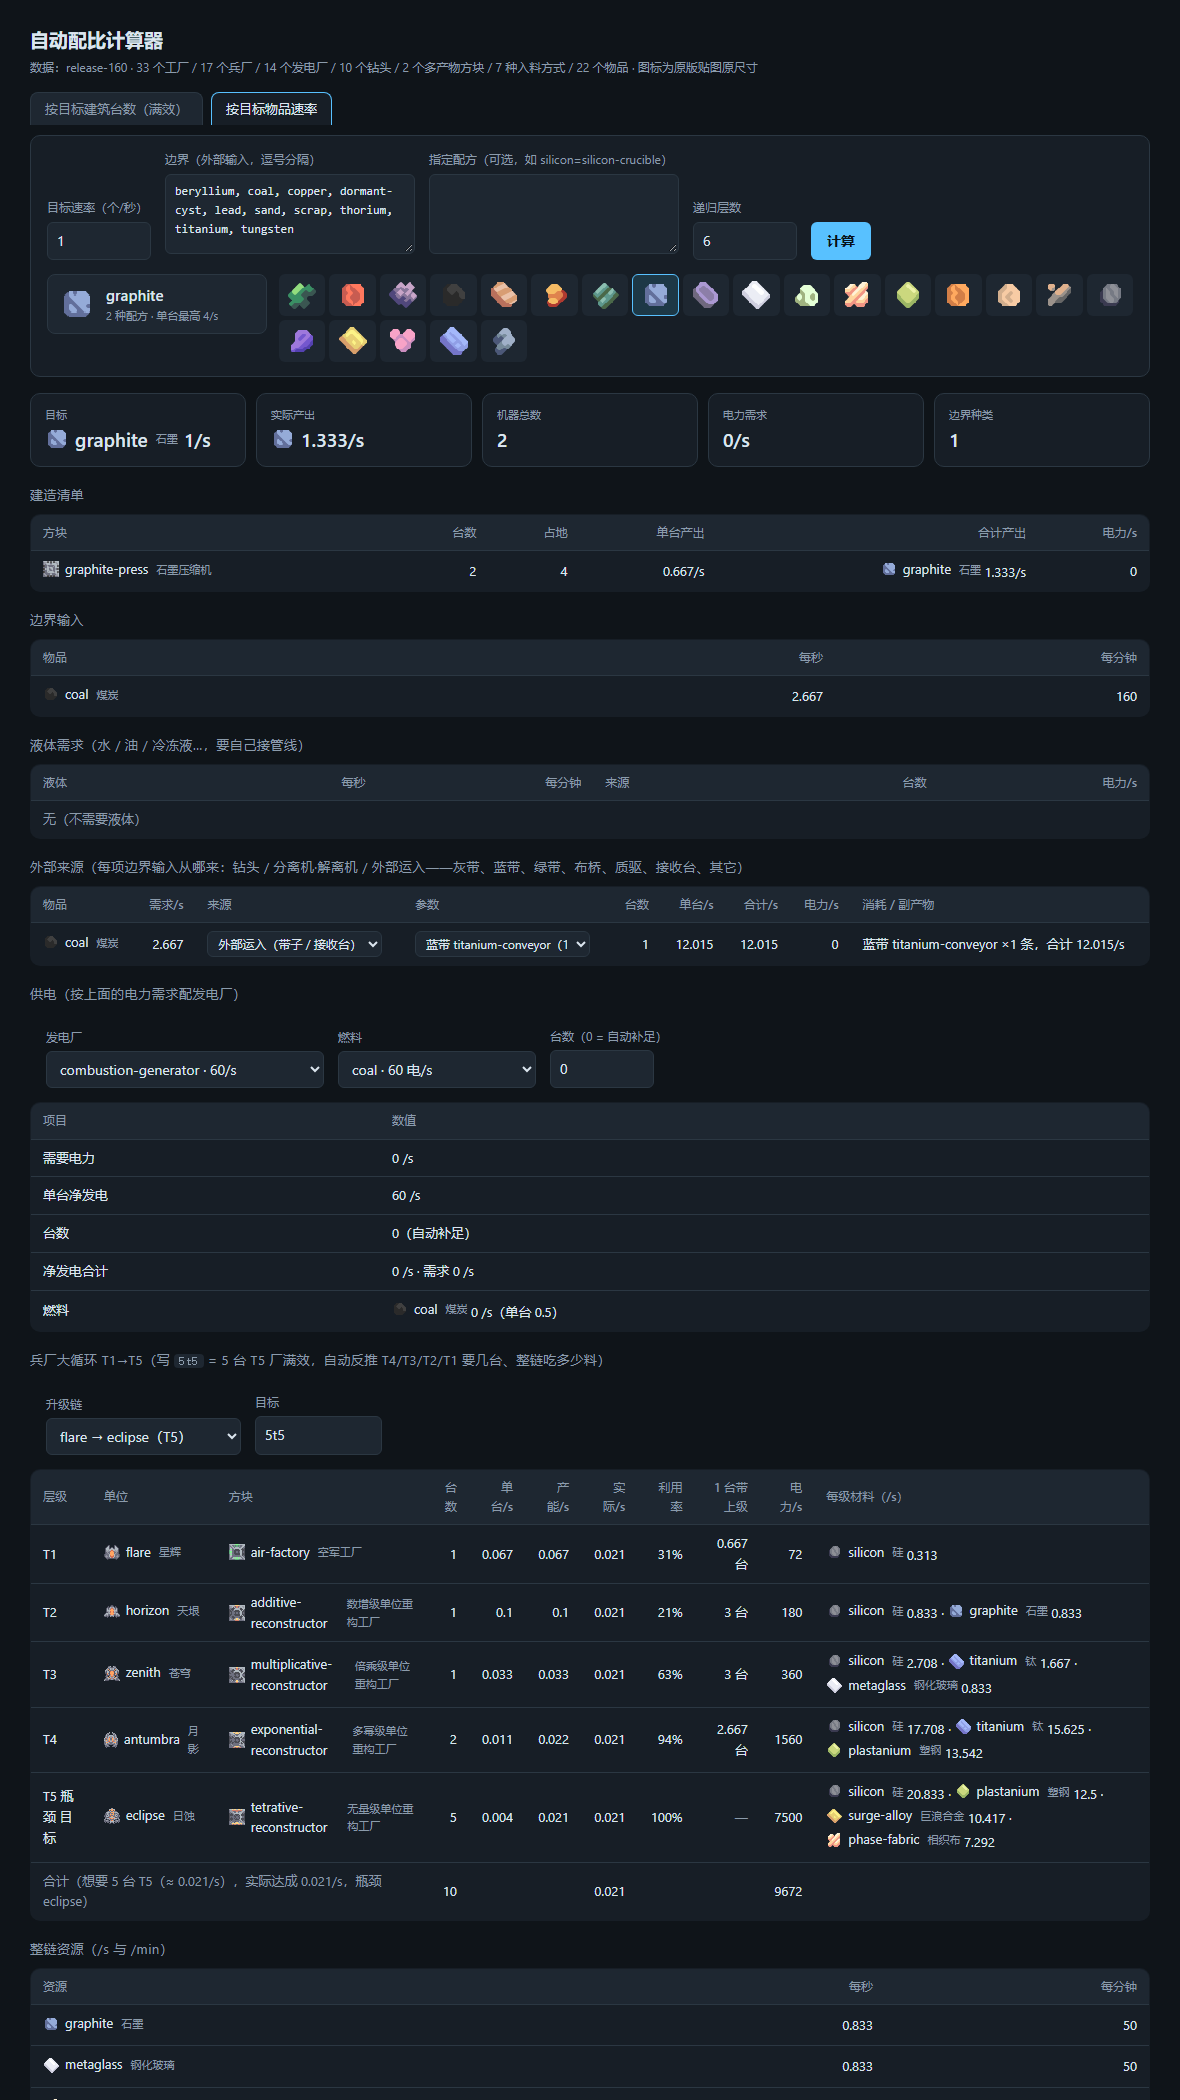 自动配比计算器
数据：release-160 · 33 个工厂 / 17 个兵厂 / 14 个发电厂 / 10 个钻头 / 2 个多产物方块 / 7 种入料方式 / 22 个物品 · 图标为原版贴图原尺寸
按目标建筑台数（满效） 按目标物品速率
边界（外部输入，逗号分隔） 指定配方（可选，如 silicon=silicon-crucible）
beryllium, coal, copper, dormant-
cyst, lead, sand, scrap, thorium,
titanium, tungsten
目标速率（个/秒） 递归层数
1 6 计算
graphite
2 种配方 · 单台最高 4/s
目标 实际产出 机器总数 电力需求 边界种类
graphite 石墨 1/s 1.333/s 2 0/s 1
建造清单
方块 台数 占地 单台产出 合计产出 电力/s
graphite-press 石墨压缩机 2 4 0.667/s graphite 石墨 1.333/s 0
边界输入
物品 每秒 每分钟
coal 煤炭 2.667 160
液体需求（水 / 油 / 冷冻液…，要自己接管线）
液体 每秒 每分钟 来源 台数 电力/s
无（不需要液体）
外部来源（每项边界输入从哪来：钻头 / 分离机·解离机 / 外部运入——灰带、蓝带、绿带、布桥、质驱、接收台、其它）
物品 需求/s 来源 参数 台数 单台/s 合计/s 电力/s 消耗 / 副产物
coal 煤炭 2.667 外部运入（带子 / 接收台） 蓝带 titanium-conveyor（1 1 12.015 12.015 0 蓝带 titanium-conveyor ×1 条，合计 12.015/s
供电（按上面的电力需求配发电厂）
发电厂 燃料 台数（0 = 自动补足）
combustion-generator · 60/s coal · 60 电/s 0
项目 数值
需要电力 0 /s
单台净发电 60 /s
台数 0（自动补足）
净发电合计 0 /s · 需求 0 /s
燃料 coal 煤炭 0 /s（单台 0.5）
兵厂大循环 T1→T5（写 5t5 = 5 台 T5 厂满效，自动反推 T4/T3/T2/T1 要几台、整链吃多少料）
升级链 目标
flare → eclipse（T5） 5t5
层级 单位 方块 台数 单台/s 产能/s 实际/s 利用率 1 台带上级 电力/s 每级材料（/s）
T1 flare 星辉 air-factory 空军工厂 1 0.067 0.067 0.021 31% 0.667 台 72 silicon 硅 0.313
T2 horizon 天垠 additive-reconstructor 数增级单位重构工厂 1 0.1 0.1 0.021 21% 3 台 180 silicon 硅 0.833 · graphite 石墨 0.833
T3 zenith 苍穹 multiplicative-reconstructor 倍乘级单位重构工厂 1 0.033 0.033 0.021 63% 3 台 360 silicon 硅 2.708 · titanium 钛 1.667 ·
metaglass 钢化玻璃 0.833
T4 antumbra 月影 exponential-reconstructor 多幂级单位重构工厂 2 0.011 0.022 0.021 94% 2.667 台 1560 silicon 硅 17.708 · titanium 钛 15.625 ·
plastanium 塑钢 13.542
T5 瓶颈 目标 eclipse 日蚀 tetrative-reconstructor 无量级单位重构工厂 5 0.004 0.021 0.021 100% — 7500 silicon 硅 20.833 · plastanium 塑钢 12.5 ·
surge-alloy 巨浪合金 10.417 ·
phase-fabric 相织布 7.292
合计（想要 5 台 T5（≈ 0.021/s），实际达成 0.021/s，瓶颈 eclipse） 10 0.021 9672
整链资源（/s 与 /min）
资源 每秒 每分钟
graphite 石墨 0.833 50
metaglass 钢化玻璃 0.833 50